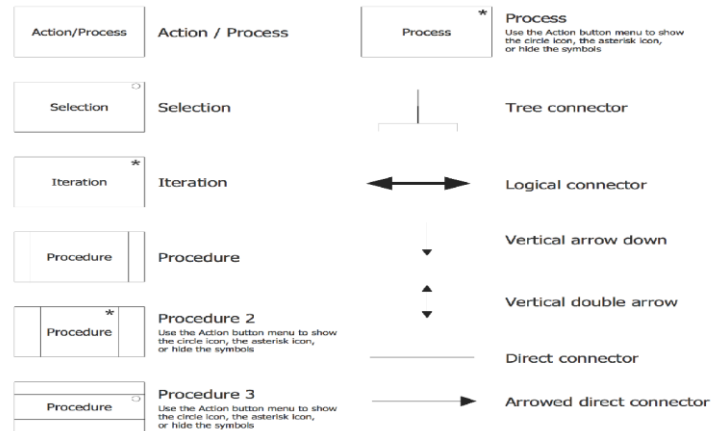 Action/Process
Action / Process
Selection
Selection
*
Iteration
Iteration
Procedure
Procedure
*
Procedure
Procedure 2
Use the Action button menu to show
the circle icon, the asterisk icon,
or hide the symbols
Procedure
Procedure 3
Use the Action button menu to show
the circle icon, the asterisk icon,
or hide the symbols
*
Process
Process
Use the Action button menu to show
the circle icon, the asterisk icon,
or hide the symbols
Tree connector
Logical connector
Vertical arrow down
Vertical double arrow
Direct connector
Arrowed direct connector